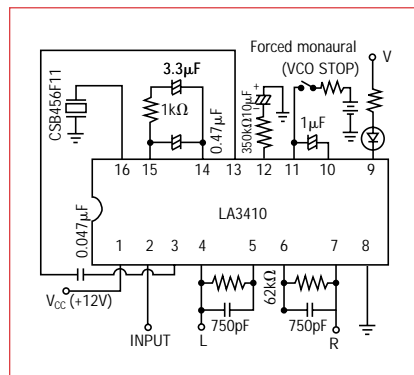 Forced monaural
(VCO STOP)
V
3.3μF
CSB456F11
1kΩ
0.47μF
350kΩ
10μF
+
−
1μF
16
15
14
13
12
11
10
9
LA3410
0.047μF
1
2
3
4
5
6
7
8
62kΩ
VCC (+12V)
INPUT
750pF
L
750pF
R